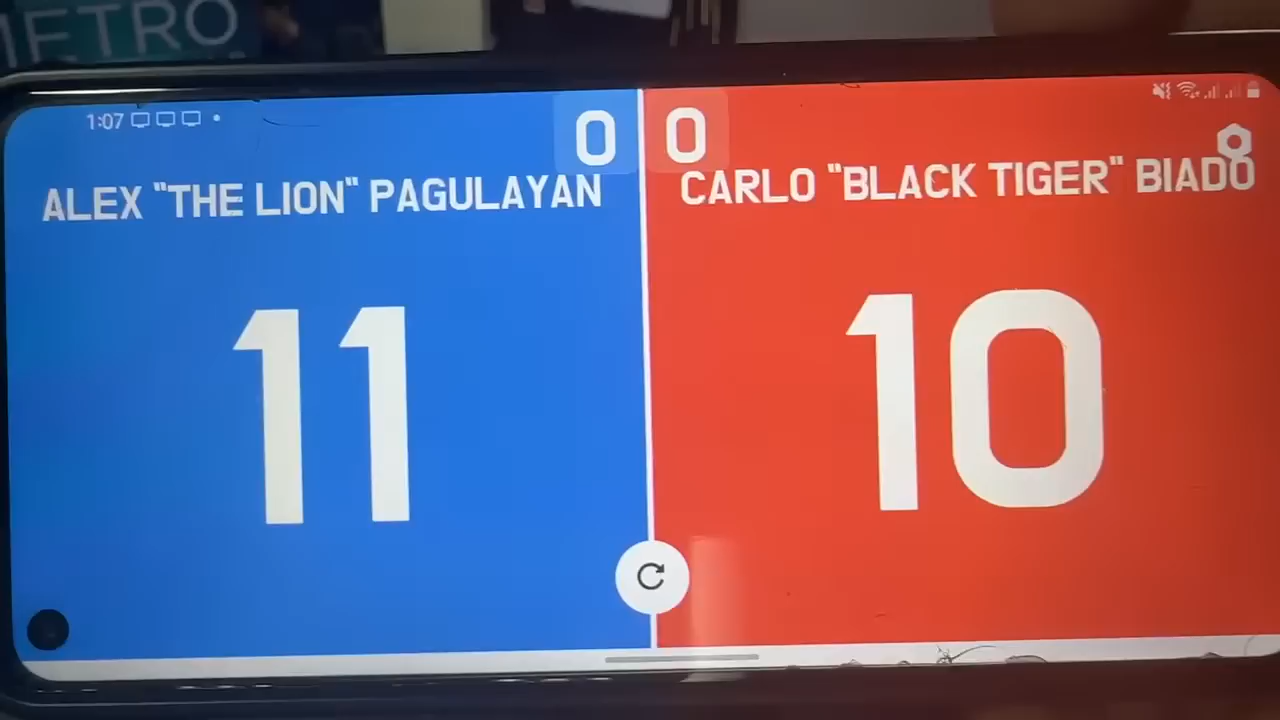 METRO
1:07
0
0
ALEX "THE LION" PAGULAYAN
CARLO "BLACK TIGER" BIADO
11
10